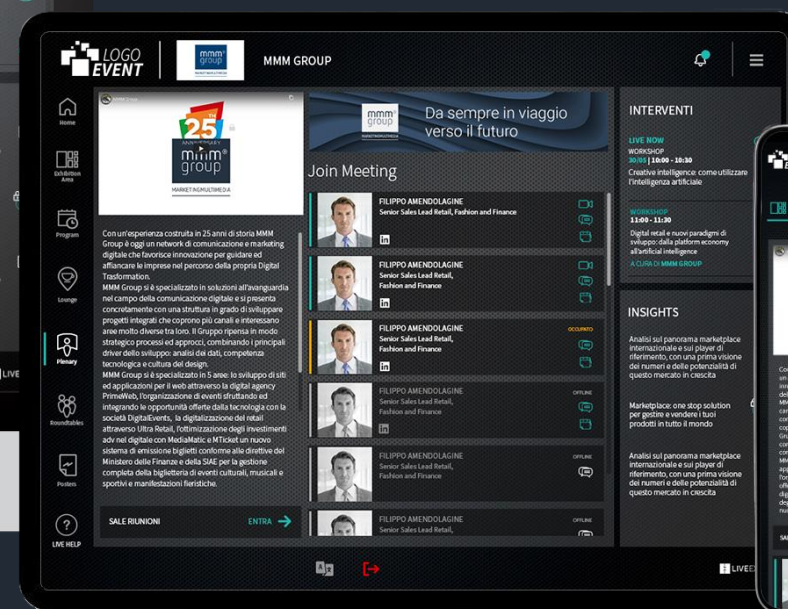 LOGO
EVENT
mmm
group
MMM GROUP
Home
Exhibition
Area
Program
Lounge
Plenary
Roundtables
Posters
LIVE HELP
25
TH
ANNIVERSARY
mmm
group
MARKETINGMULTIMEDIA
Con un'esperienza costruita in 25 anni di storia MMM
Group è oggi un network di comunicazione e marketing
digitale che favorisce innovazione per guidare ed
affiancare le imprese nel percorso della propria Digital
Trasformation.
MMM Group si è specializzato in soluzioni all'avanguardia
nel campo della comunicazione digitale e si presenta
concretamente con una struttura in grado di sviluppare
progetti integrati che coprono più canali e interessano
aree molto diverse tra loro. Il Gruppo ripensa in modo
strategico processi ed approcci, combinando i principali
driver dello sviluppo: analisi dei dati, competenza
tecnologica e cultura del design.
MMM Group si è specializzato in 5 aree: lo sviluppo di siti
ed applicazioni per il web attraverso la digital agency
PrimeWeb, l'organizzazione di eventi sfruttando ed
integrando le opportunità offerte dalla tecnologia con la
società DigitalEvents, la digitalizzazione del retail
attraverso Ultra Retail, l'ottimizzazione degli investimenti
adv nel digitale con MediaMatic e MTicket un nuovo
sistema di emissione biglietti conforme alle direttive del
Ministero delle Finanze e della SIAE per la gestione
completa della biglietteria di eventi culturali, musicali e
sportivi e manifestazioni fieristiche.
SALE RIUNIONI
ENTRA
mmm
group
MARKETINGMULTIMEDIA
Da sempre in viaggio
verso il futuro
Join Meeting
FILIPPO AMENDOLAGINE
Senior Sales Lead Retail, Fashion and Finance
in
FILIPPO AMENDOLAGINE
Senior Sales Lead Retail,
Fashion and Finance
in
FILIPPO AMENDOLAGINE
Senior Sales Lead Retail,
Fashion and Finance
in
OCCUPATO
FILIPPO AMENDOLAGINE
Senior Sales Lead Retail,
Fashion and Finance
in
OFFLINE
FILIPPO AMENDOLAGINE
Senior Sales Lead Retail,
Fashion and Finance
OFFLINE
FILIPPO AMENDOLAGINE
Senior Sales Lead Retail,
OFFLINE
INTERVENTI
LIVE NOW
WORKSHOP
30/05 | 10:00 - 10:30
Creative intelligence: come utilizzare
l'intelligenza artificiale
WORKSHOP
11:00 - 11:30
Digital retail e nuovi paradigmi di
sviluppo: dalla platform economy
all'artificial intelligence
A CURA DI MMM GROUP
INSIGHTS
Analisi sul panorama marketplace
internazionale e sui player di
riferimento, con una prima visione
dei numeri e delle potenzialità di
questo mercato in crescita
Marketplace: one stop solution
per gestire e vendere i tuoi
prodotti in tutto il mondo
Analisi sul panorama marketplace
internazionale e sui player di
riferimento, con una prima visione
dei numeri e delle potenzialità di
questo mercato in crescita
LIVE